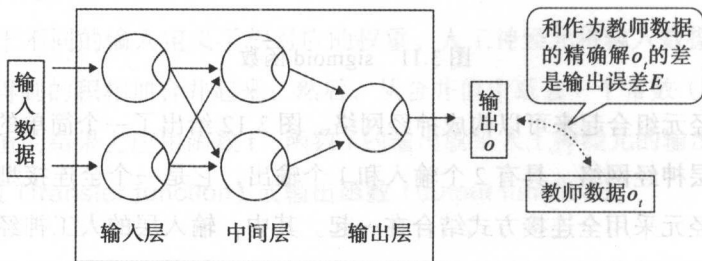 输入数据
输入层
中间层
输出层
输出o
和作为教师数据
的精确解oₜ的差
是输出误差E
教师数据oₜ